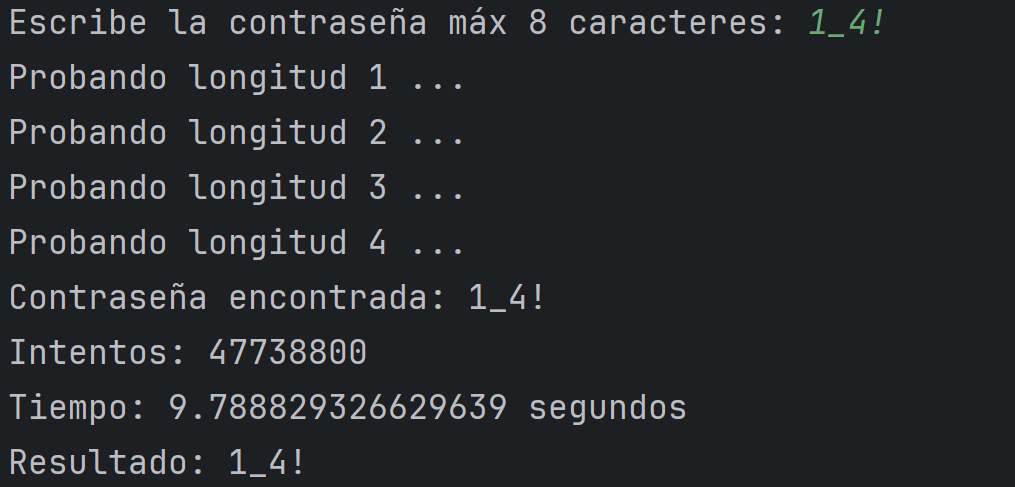 Escribe la contraseña máx 8 caracteres: 1_4!
Probando longitud 1 ...
Probando longitud 2 ...
Probando longitud 3 ...
Probando longitud 4 ...
Contraseña encontrada: 1_4!
Intentos: 47738800
Tiempo: 9.788829326629639 segundos
Resultado: 1_4!